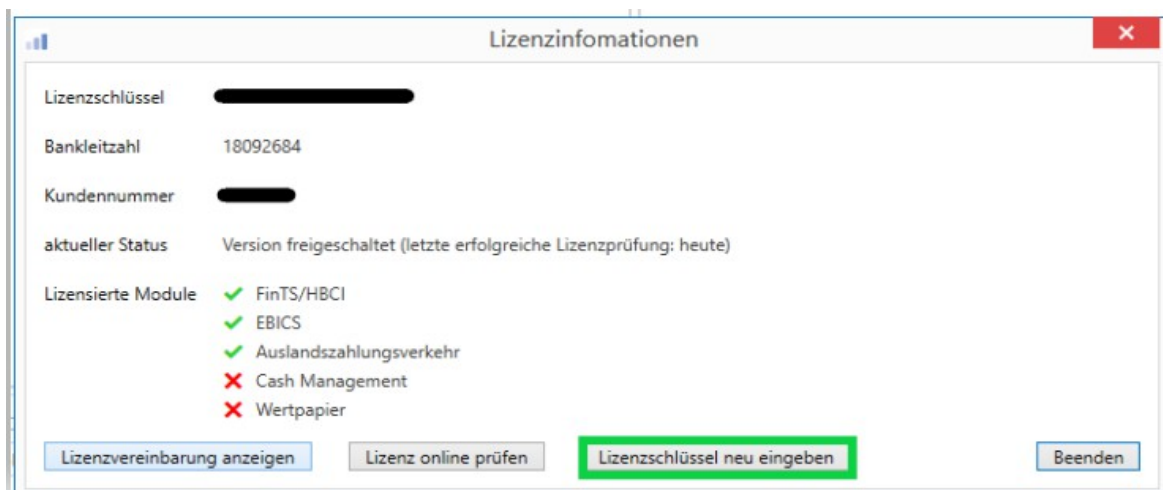 Lizenzinfomationen
Lizenzschlüssel
Bankleitzahl 18092684
Kundennummer
aktueller Status Version freigeschaltet (letzte erfolgreiche Lizenzprüfung: heute)
Lizensierte Module FinTS/HBCI
EBICS
Auslandszahlungsverkehr
Cash Management
Wertpapier
Lizenzvereinbarung anzeigen Lizenz online prüfen Lizenzschlüssel neu eingeben Beenden